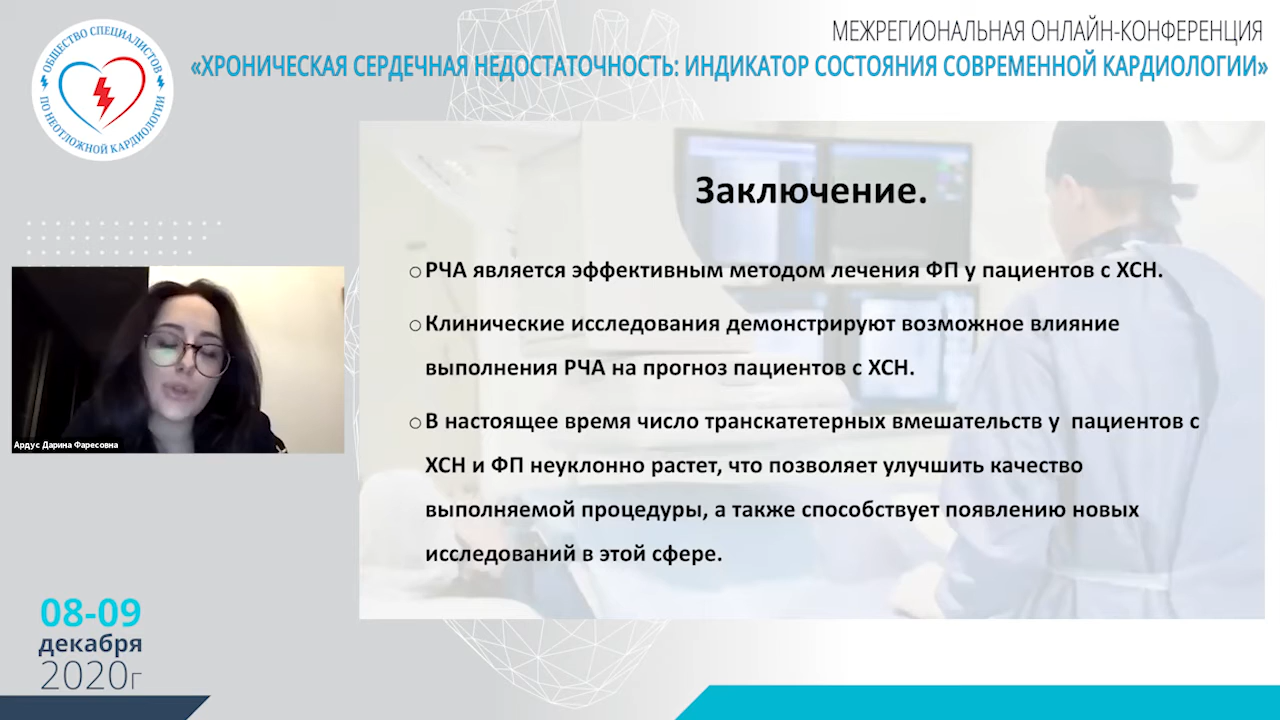 МЕЖРЕГИОНАЛЬНАЯ ОНЛАЙН-КОНФЕРЕНЦИЯ
«ХРОНИЧЕСКАЯ СЕРДЕЧНАЯ НЕДОСТАТОЧНОСТЬ: ИНДИКАТОР СОСТОЯНИЯ СОВРЕМЕННОЙ КАРДИОЛОГИИ»
ОБЩЕСТВО СПЕЦИАЛИСТОВ
ПО НЕОТЛОЖНОЙ КАРДИОЛОГИИ
Заключение.
РЧА является эффективным методом лечения ФП у пациентов с ХСН.
Клинические исследования демонстрируют возможное влияние
выполнения РЧА на прогноз пациентов с ХСН.
В настоящее время число транскатетерных вмешательств у пациентов с
ХСН и ФП неуклонно растет, что позволяет улучшить качество
выполняемой процедуры, а также способствует появлению новых
исследований в этой сфере.
Ардус Дарина Фаресовна
08-09
декабря
2020г